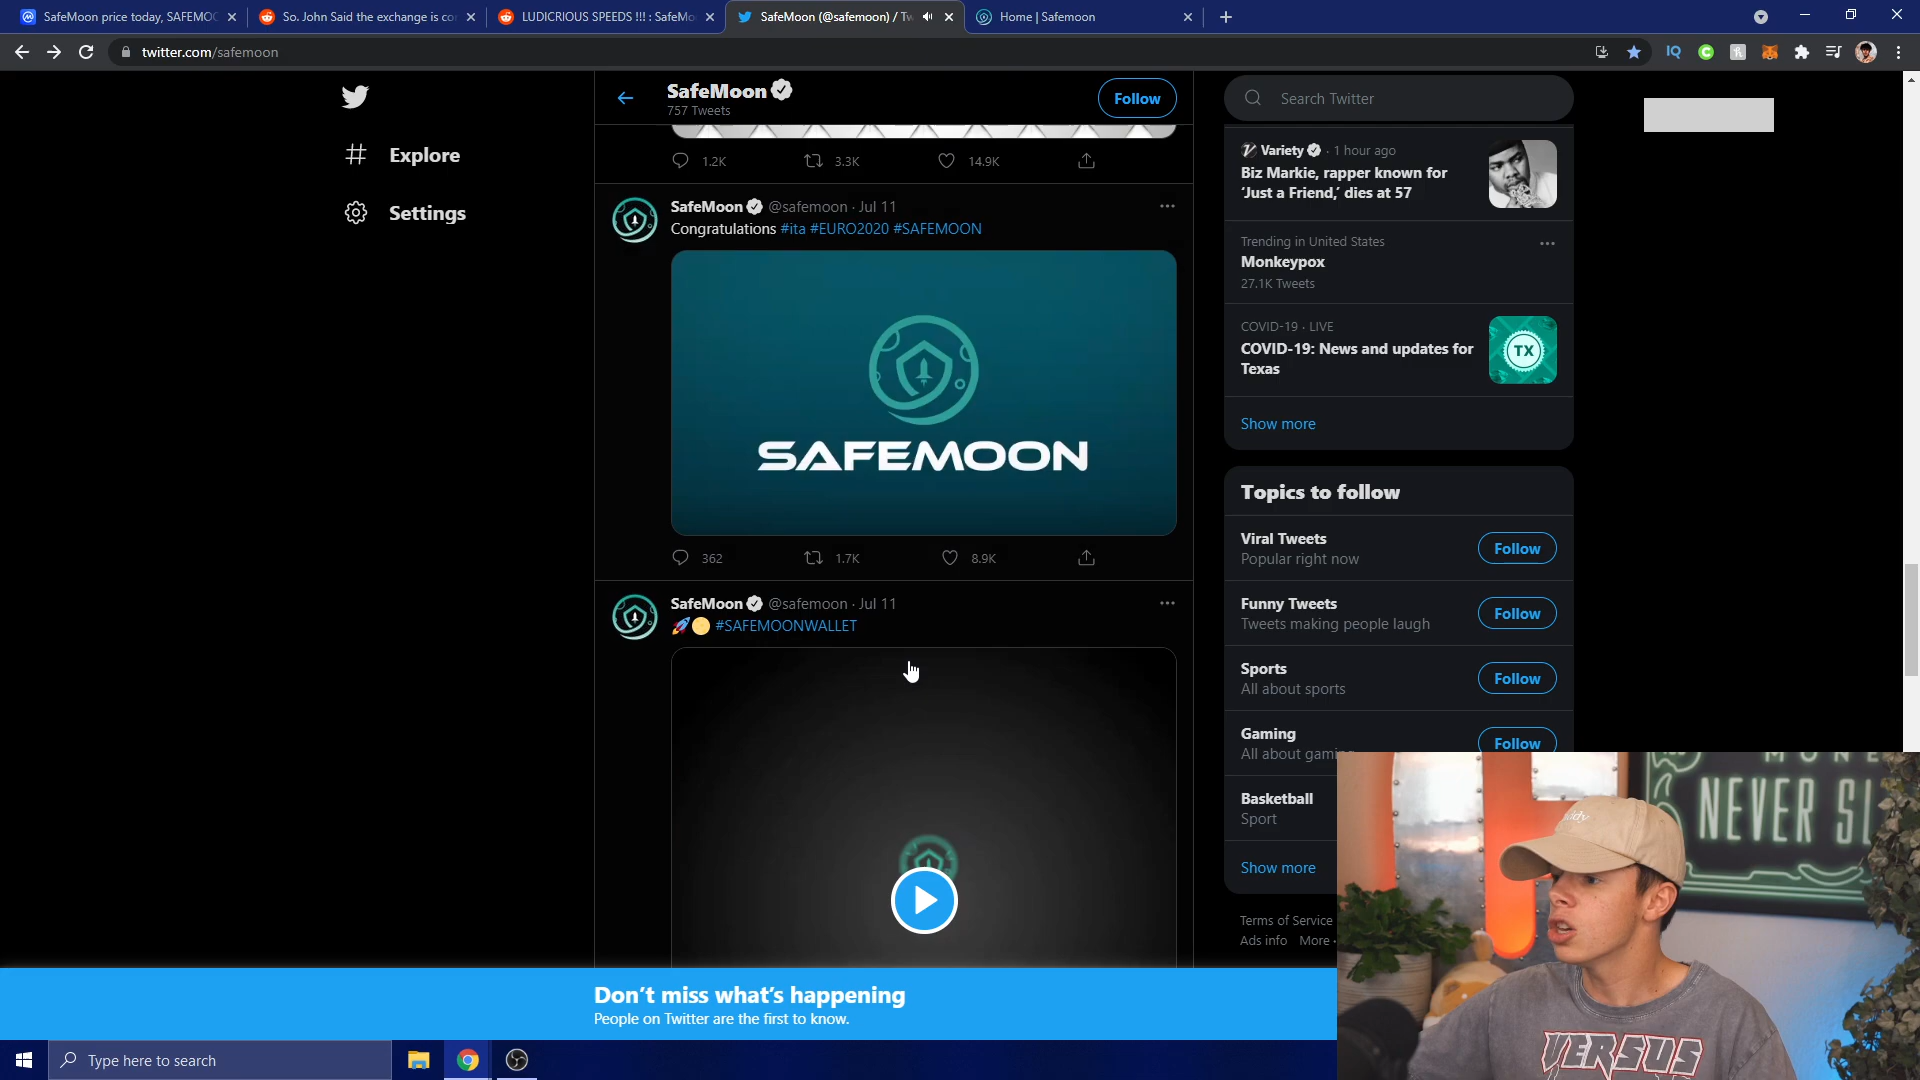 SafeMoon price today, SAFEMOO
So. John Said the exchange is co
LUDICRIOUS SPEEDS !!! : SafeMo
SafeMoon (@safemoon) / Tw
Home | Safemoon
twitter.com/safemoon
Explore
Settings
SafeMoon
757 Tweets
Follow
1.2K 3.3K 14.9K
SafeMoon @safemoon · Jul 11
Congratulations #ita #EURO2020 #SAFEMOON
SAFEMOON
362 1.7K 8.9K
SafeMoon @safemoon · Jul 11
#SAFEMOONWALLET
Search Twitter
Variety · 1 hour ago
Biz Markie, rapper known for
‘Just a Friend,’ dies at 57
Trending in United States
Monkeypox
27.1K Tweets
COVID-19 · LIVE
COVID-19: News and updates for
Texas
TX
Show more
Topics to follow
Viral Tweets
Popular right now
Follow
Funny Tweets
Tweets making people laugh
Follow
Sports
All about sports
Follow
Gaming
All about gami
Follow
Basketball
Sport
Show more
Terms of Service
Ads info More
NEVER SL
VERSUS
Don’t miss what’s happening
People on Twitter are the first to know.
Type here to search